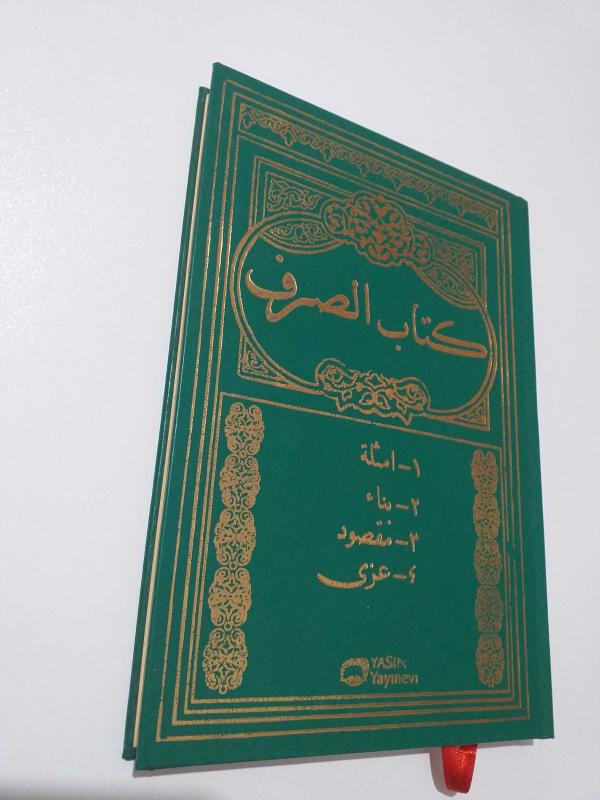 كتاب الصرف
١- امثلة
٢- بناء
٣- مقصود
٤- عزى
YASİN
Yayınevi